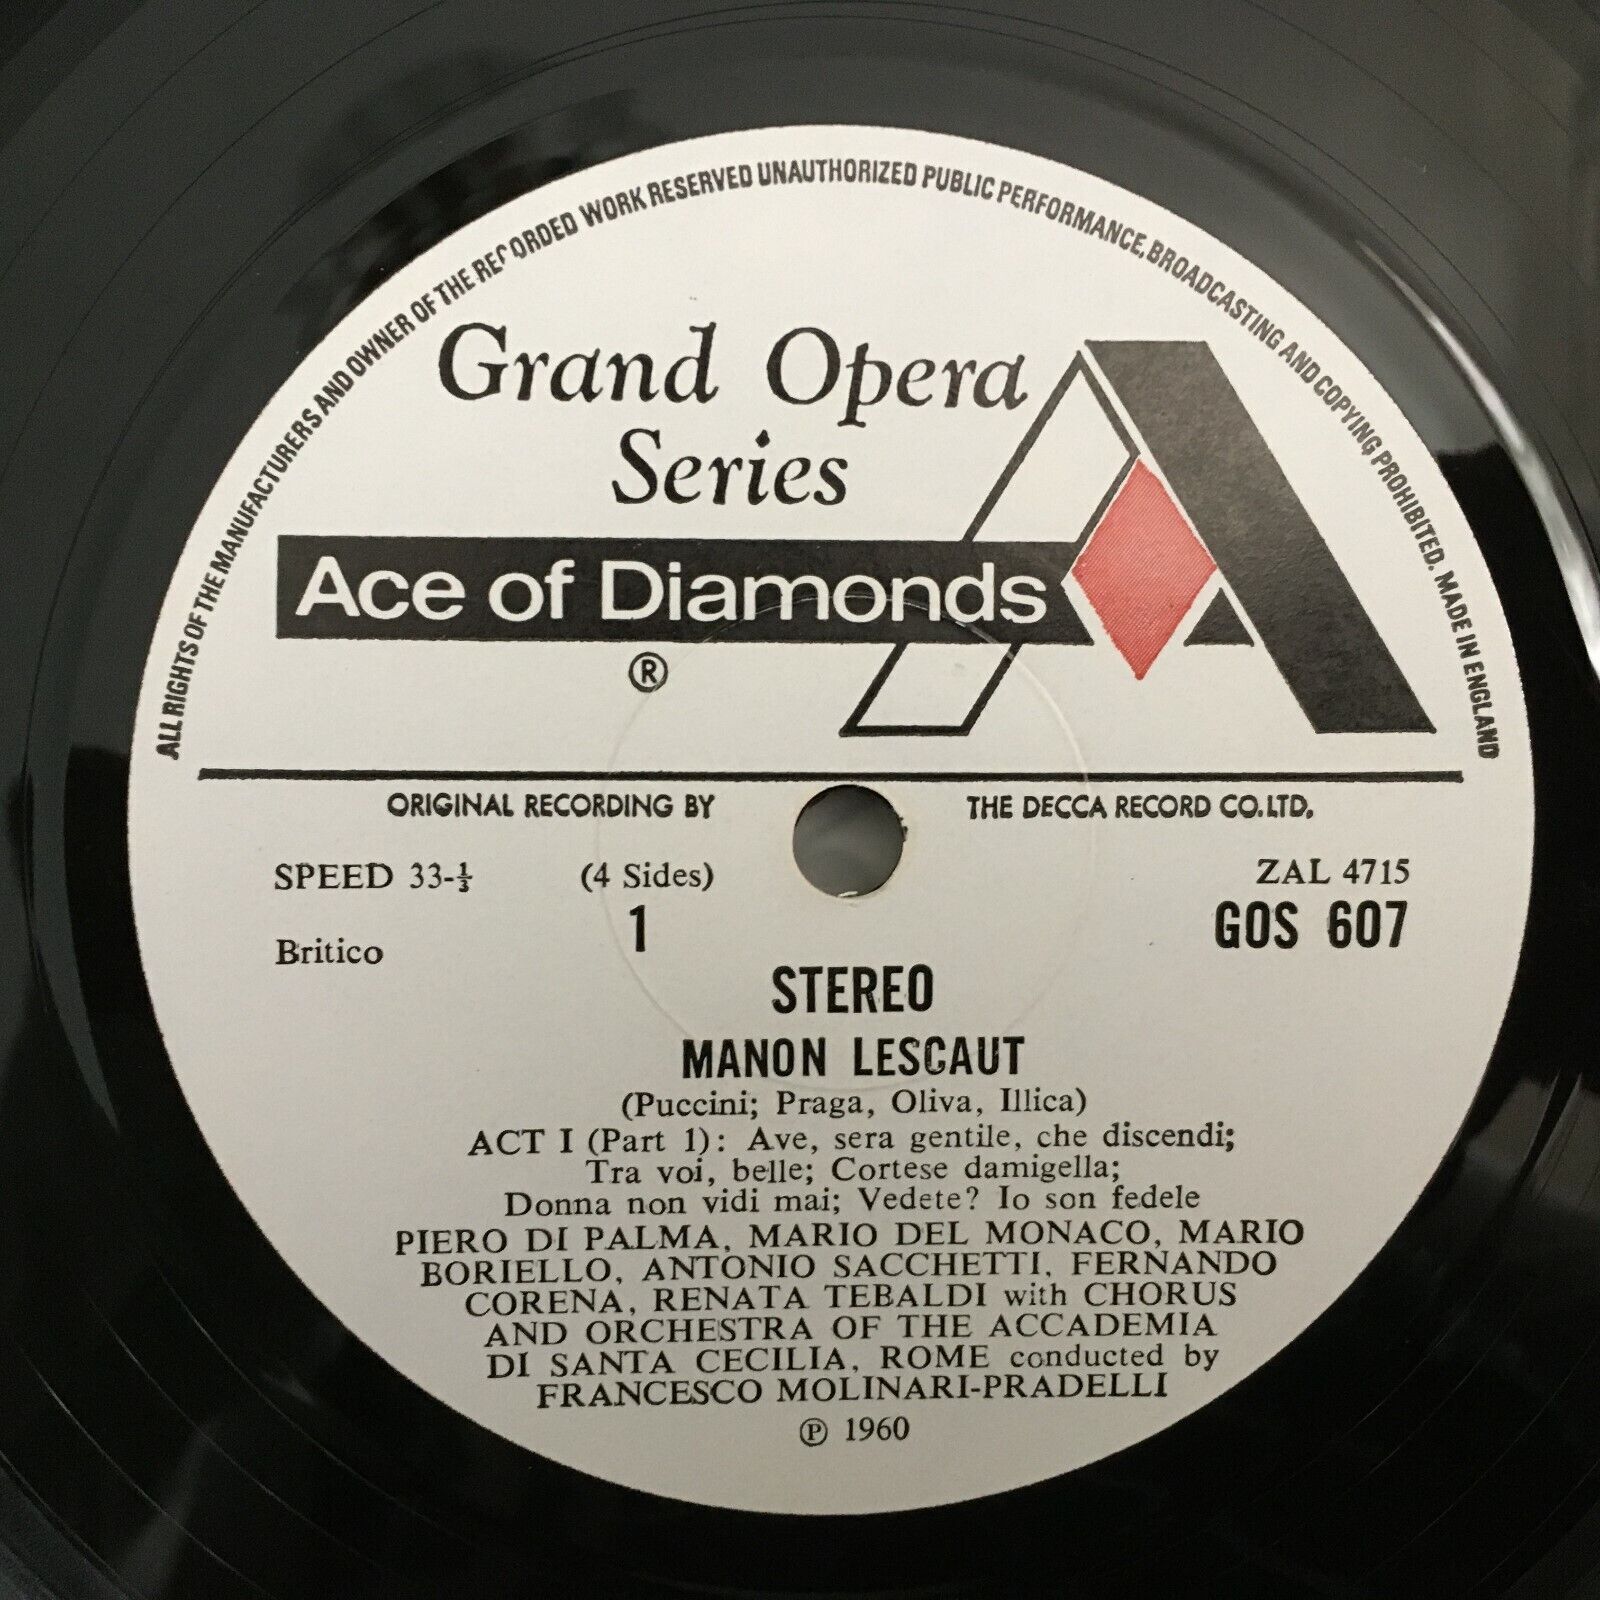 ALL RIGHTS OF THE MANUFACTURERS AND OWNER OF THE RECORDED WORK RESERVED UNAUTHORIZED PUBLIC PERFORMANCE, BROADCASTING AND COPYING PROHIBITED. MADE IN ENGLAND
Grand Opera
Series
Ace of Diamonds
®
ORIGINAL RECORDING BY THE DECCA RECORD CO. LTD.
SPEED 33-⅓ (4 Sides) ZAL 4715
1 GOS 607
Britico
STEREO
MANON LESCAUT
(Puccini; Praga, Oliva, Illica)
ACT I (Part 1): Ave, sera gentile, che discendi;
Tra voi, belle; Cortese damigella;
Donna non vidi mai; Vedete? Io son fedele
PIERO DI PALMA, MARIO DEL MONACO, MARIO
BORIELLO, ANTONIO SACCHETTI, FERNANDO
CORENA, RENATA TEBALDI with CHORUS
AND ORCHESTRA OF THE ACCADEMIA
DI SANTA CECILIA, ROME conducted by
FRANCESCO MOLINARI-PRADELLI
℗ 1960